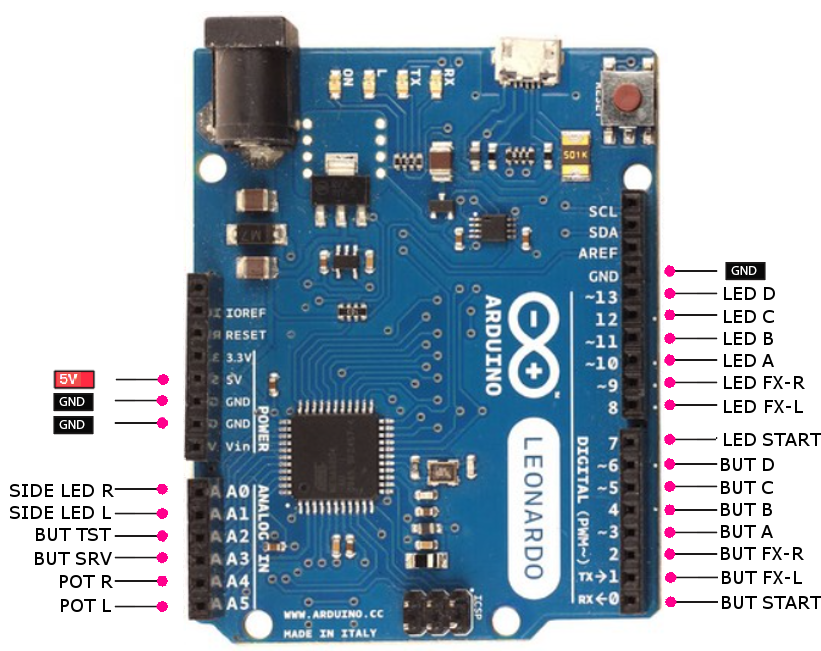 ON
L
TX
RX
RESET
501K
M7
SCL
SDA
AREF
GND
GND
~13
LED D
12
LED C
~11
LED B
~10
LED A
~9
LED FX-R
8
LED FX-L
7
LED START
~6
BUT D
~5
BUT C
4
BUT B
~3
BUT A
2
BUT FX-R
TX→1
BUT FX-L
RX←0
BUT START
DIGITAL (PWM~)
ARDUINO
TM
LEONARDO
IOREF
RESET
3.3V
5V
5V
GND
GND
GND
GND
Vin
POWER
SIDE LED R
A0
SIDE LED L
A1
BUT TST
A2
BUT SRV
A3
POT R
A4
POT L
A5
ANALOG IN
WWW.ARDUINO.CC
MADE IN ITALY
ICSP